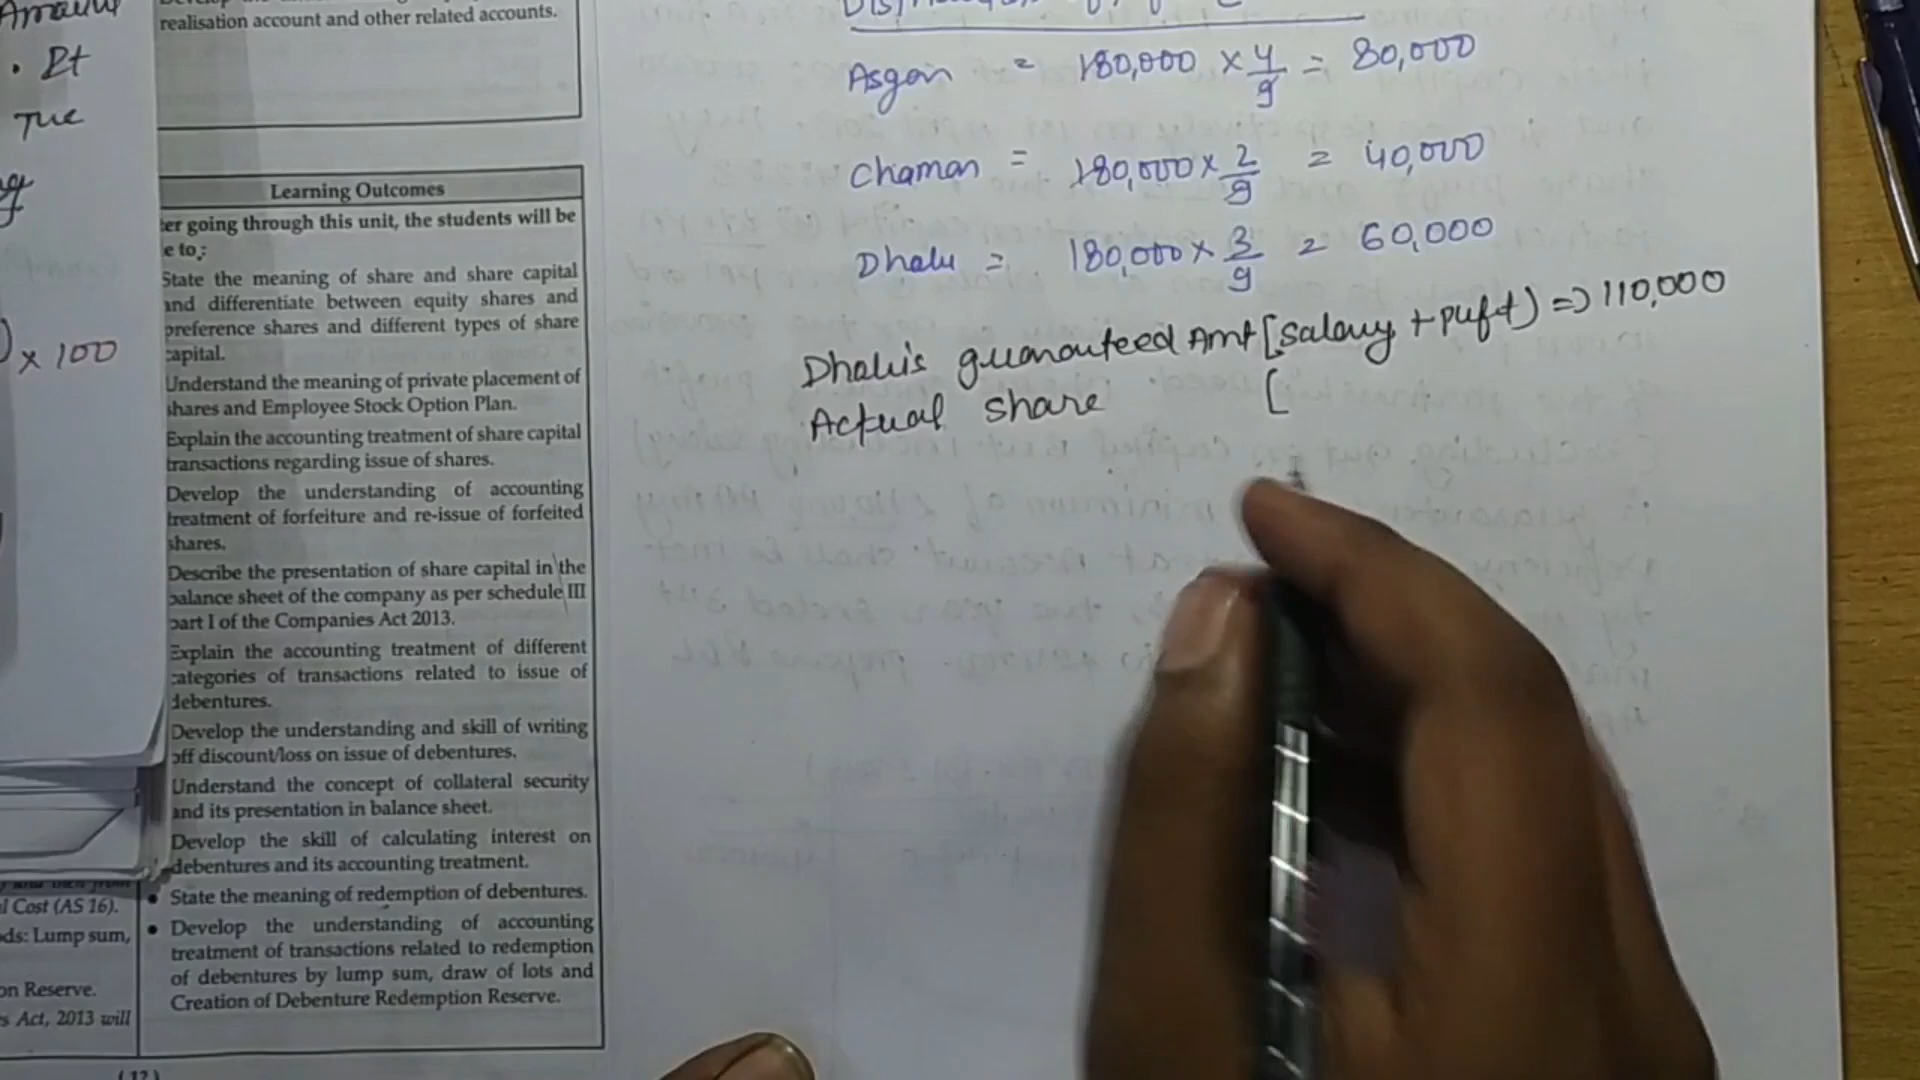 . Pt
The
x 100
realisation account and other related accounts.
Learning Outcomes
er going through this unit, the students will be
e to :
State the meaning of share and share capital
and differentiate between equity shares and
preference shares and different types of share
capital.
Understand the meaning of private placement of
shares and Employee Stock Option Plan.
Explain the accounting treatment of share capital
transactions regarding issue of shares.
Develop the understanding of accounting
treatment of forfeiture and re-issue of forfeited
shares.
Describe the presentation of share capital in the
balance sheet of the company as per schedule III
part I of the Companies Act 2013.
Explain the accounting treatment of different
categories of transactions related to issue of
debentures.
Develop the understanding and skill of writing
off discount/loss on issue of debentures.
Understand the concept of collateral security
and its presentation in balance sheet.
Develop the skill of calculating interest on
debentures and its accounting treatment.
• State the meaning of redemption of debentures.
• Develop the understanding of accounting
treatment of transactions related to redemption
of debentures by lump sum, draw of lots and
Creation of Debenture Redemption Reserve.
l Cost (AS 16).
ds: Lump sum,
on Reserve.
s Act, 2013 will
Asgar = 180,000 x 4/9 = 80,000
Chaman = 180,000 x 2/9 = 40,000
Dhalu = 180,000 x 3/9 = 60,000
Dhalu's guaranteed Amt [salary + puft) => 110,000
Actual share [